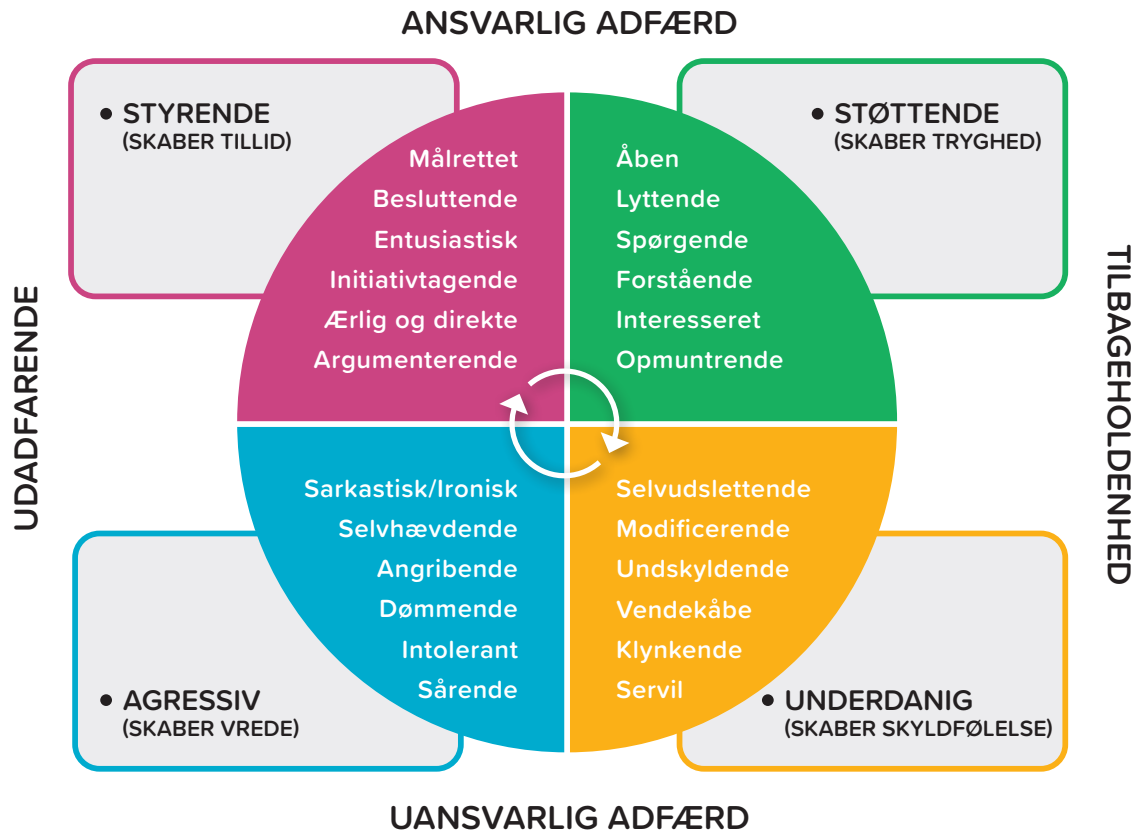 ANSVARLIG ADFÆRD
• STYRENDE
(SKABER TILLID)
Målrettet
Besluttende
Entusiastisk
Initiativtagende
Ærlig og direkte
Argumenterende
• STØTTENDE
(SKABER TRYGHED)
Åben
Lyttende
Spørgende
Forstående
Interesseret
Opmuntrende
UDADFARENDE
TILBAGEHOLDENHED
Sarkastisk/Ironisk
Selvhævdende
Angribende
Dømmende
Intolerant
Sårende
• AGRESSIV
(SKABER VREDE)
Selvudslettende
Modificerende
Undskyldende
Vendekåbe
Klynkende
Servil
• UNDERDANIG
(SKABER SKYLDFØLELSE)
UANSVARLIG ADFÆRD